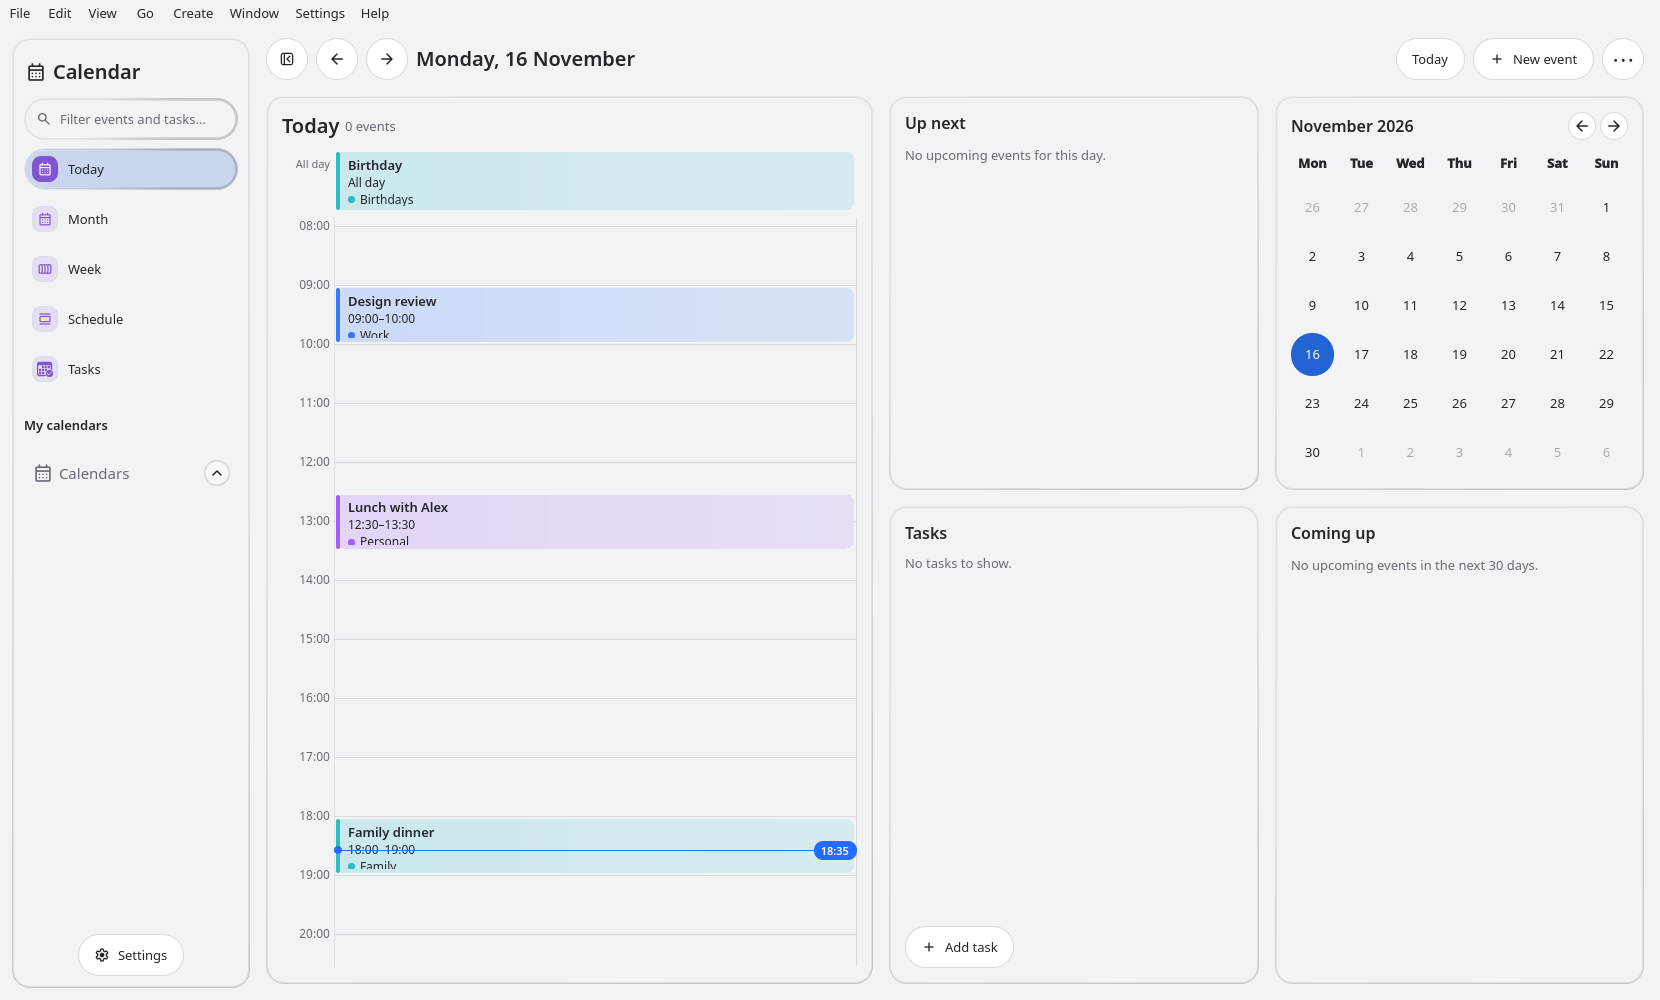 File Edit View Go Create Window Settings Help
Calendar
Filter events and tasks...
Today
Month
Week
Schedule
Tasks
My calendars
Calendars
Settings
Monday, 16 November
Today
New event
Today 0 events
All day
Birthday
All day
Birthdays
08:00
09:00
Design review
09:00–10:00
Work
10:00
11:00
12:00
Lunch with Alex
12:30–13:30
Personal
13:00
14:00
15:00
16:00
17:00
18:00
Family dinner
18:00–19:00
Family
18:35
19:00
20:00
Up next
No upcoming events for this day.
November 2026
Mon Tue Wed Thu Fri Sat Sun
26 27 28 29 30 31 1
2 3 4 5 6 7 8
9 10 11 12 13 14 15
16 17 18 19 20 21 22
23 24 25 26 27 28 29
30 1 2 3 4 5 6
Tasks
No tasks to show.
Add task
Coming up
No upcoming events in the next 30 days.